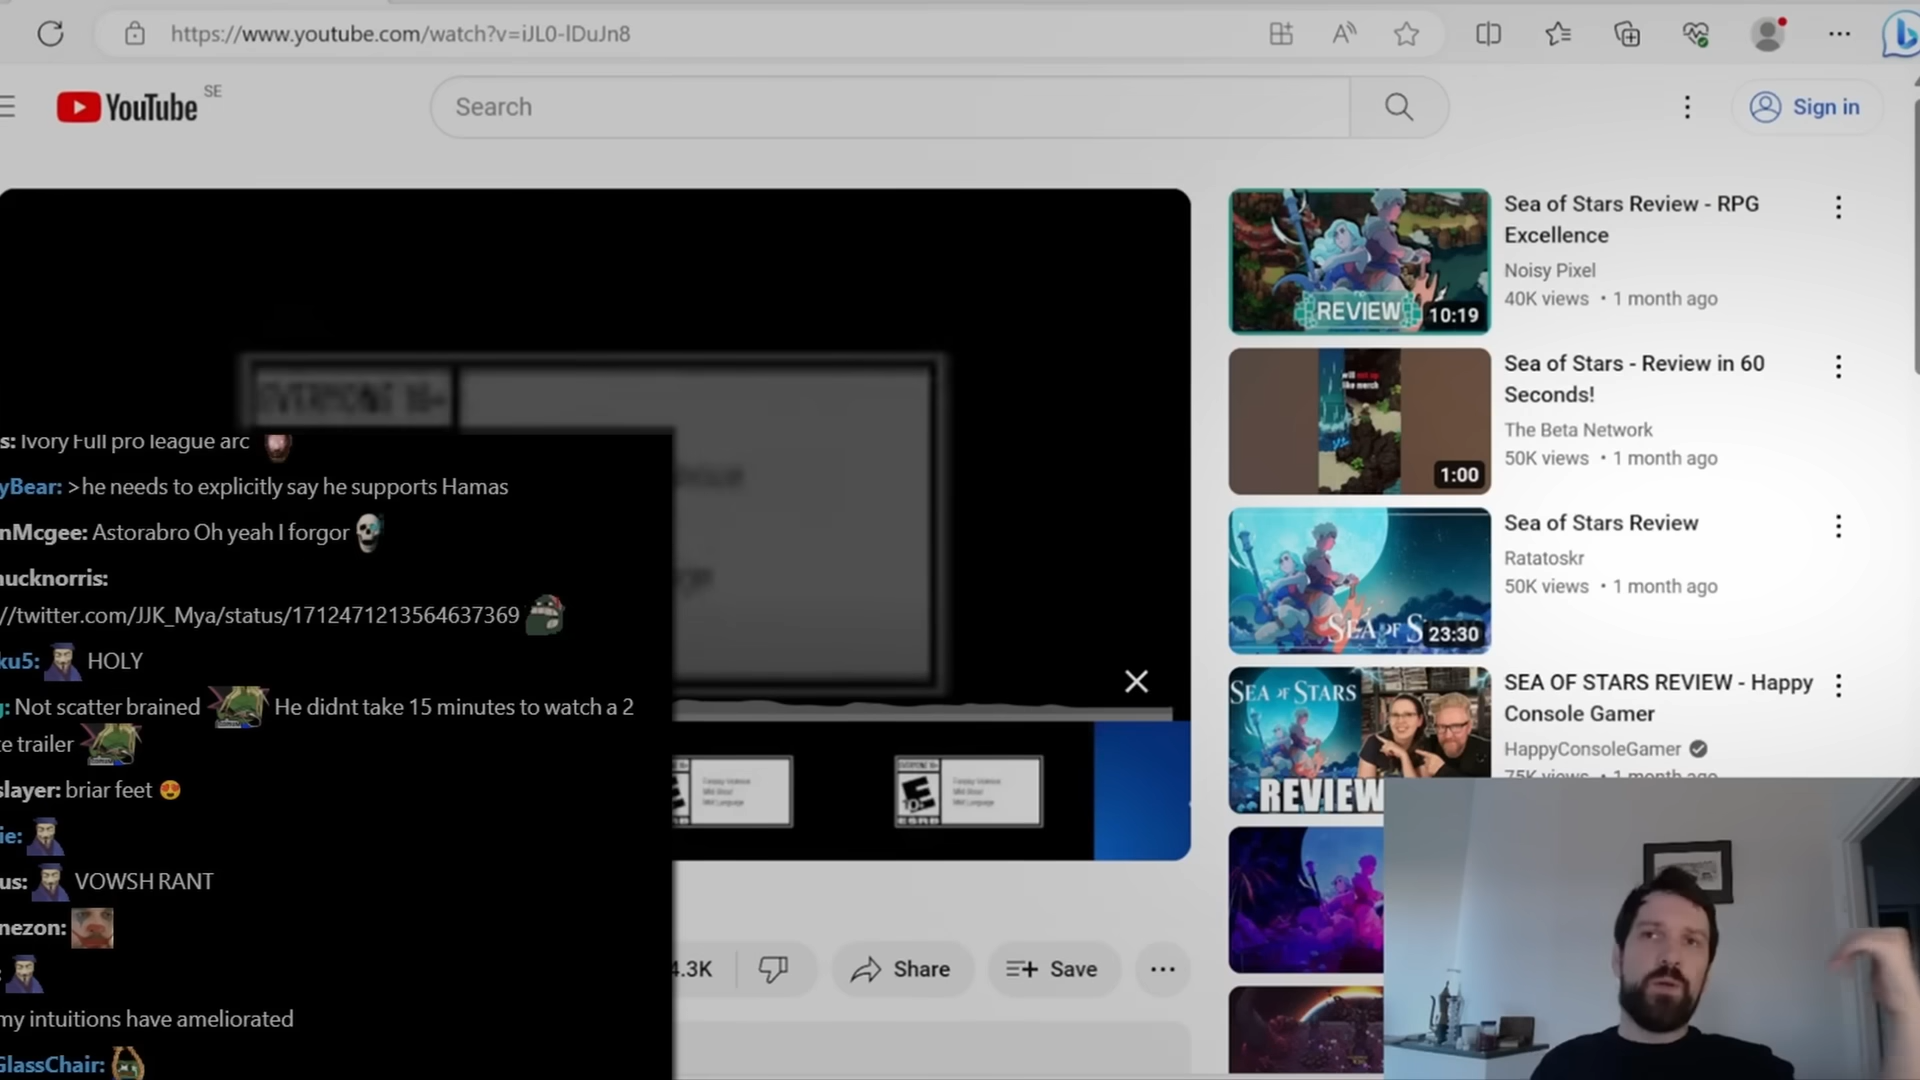 https://www.youtube.com/watch?v=iJL0-lDuJn8
YouTube SE
Search
Sign in
EVERYONE 10+
s: Ivory Full pro league arc
yBear: >he needs to explicitly say he supports Hamas
nMcgee: Astorabro Oh yeah I forgor
nucknorris:
//twitter.com/JJK_Mya/status/1712471213564637369
ku5: HOLY
g: Not scatter brained He didnt take 15 minutes to watch a 2
te trailer
slayer: briar feet
ie:
us: VOWSH RANT
nezon:
:
my intuitions have ameliorated
GlassChair:
4.3K
Share
Save
REVIEW
10:19
Sea of Stars Review - RPG
Excellence
Noisy Pixel
40K views • 1 month ago
1:00
Sea of Stars - Review in 60
Seconds!
The Beta Network
50K views • 1 month ago
SEA OF S
23:30
Sea of Stars Review
Ratatoskr
50K views • 1 month ago
SEA OF STARS
REVIEW
SEA OF STARS REVIEW - Happy
Console Gamer
HappyConsoleGamer
75K views • 1 month ago